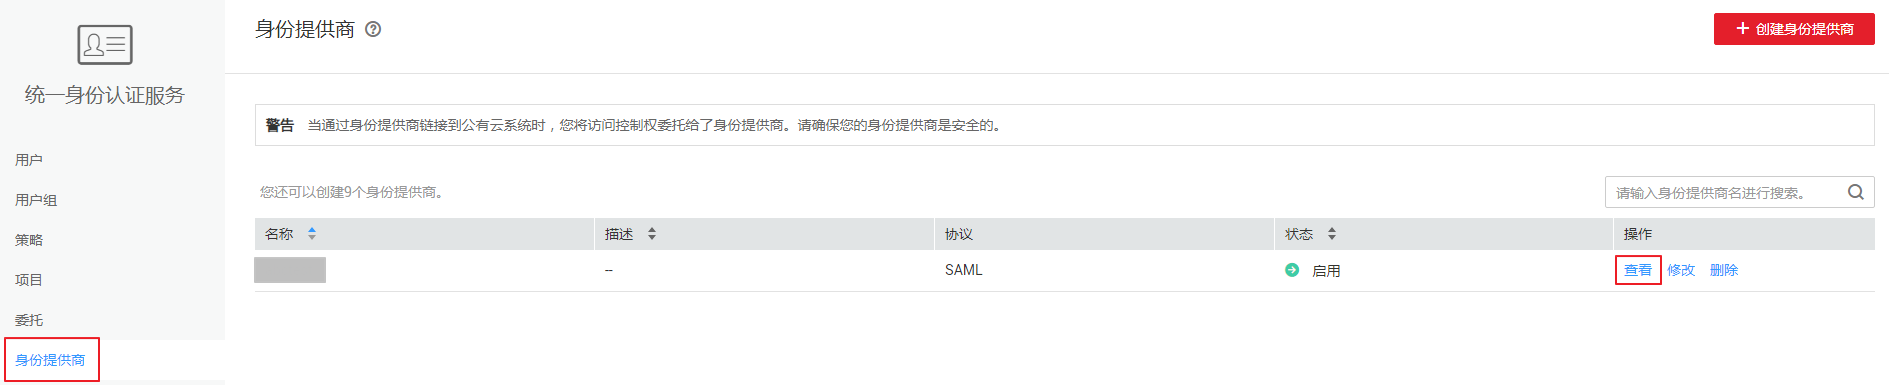 统一身份认证服务
用户
用户组
策略
项目
委托
身份提供商
身份提供商 ?
+ 创建身份提供商
警告 当通过身份提供商链接到公有云系统时，您将访问控制权委托给了身份提供商。请确保您的身份提供商是安全的。
您还可以创建9个身份提供商。
请输入身份提供商名进行搜索。
名称 描述 协议 状态 操作
-- SAML 启用 查看 修改 删除